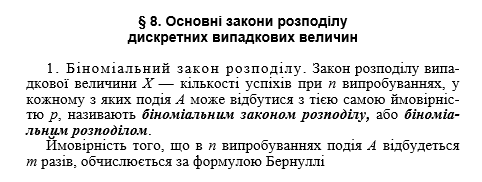 § 8. Основні закони розподілу
дискретних випадкових величин
1. Біноміальний закон розподілу. Закон розподілу випа-
дкової величини X — кількості успіхів при n випробуваннях, у
кожному з яких подія A може відбутися з тією самою ймовірніс-
тю p, називають біноміальним законом розподілу, або біноміа-
льним розподілом.
Ймовірність того, що в n випробуваннях подія A відбудеться
m разів, обчислюється за формулою Бернуллі